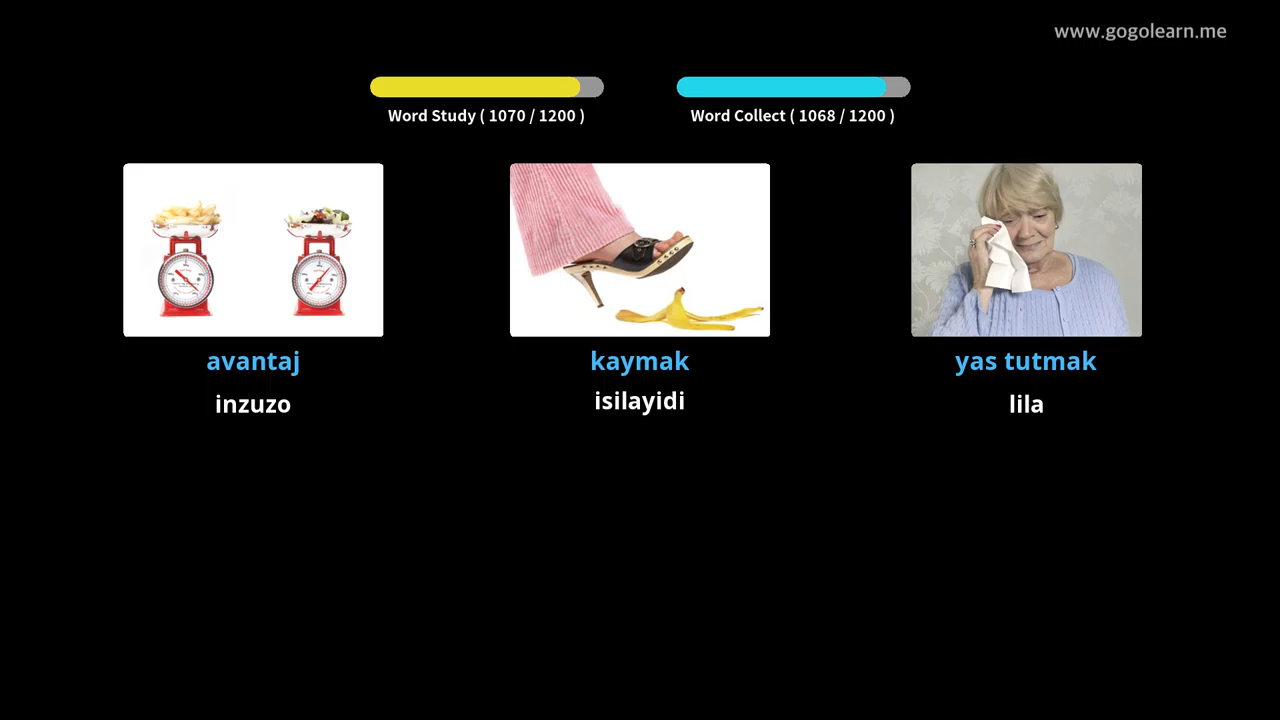 www.gogolearn.me
Word Study ( 1070 / 1200 )
Word Collect ( 1068 / 1200 )
avantaj
kaymak
yas tutmak
inzuzo
isilayidi
lila